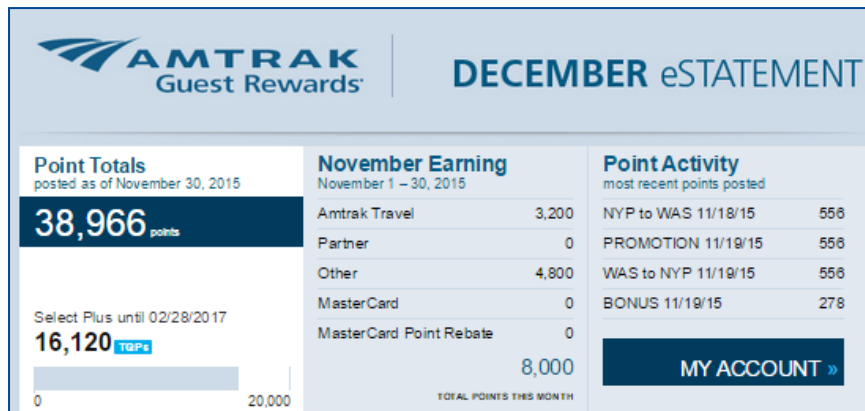 AMTRAK
Guest Rewards
DECEMBER eSTATEMENT
Point Totals
posted as of November 30, 2015
38,966 points
Select Plus until 02/28/2017
16,120 TQPs
0 20,000
November Earning
November 1 – 30, 2015
Amtrak Travel 3,200
Partner 0
Other 4,800
MasterCard 0
MasterCard Point Rebate 0
8,000
TOTAL POINTS THIS MONTH
Point Activity
most recent points posted
NYP to WAS 11/18/15 556
PROMOTION 11/19/15 556
WAS to NYP 11/19/15 556
BONUS 11/19/15 278
MY ACCOUNT »